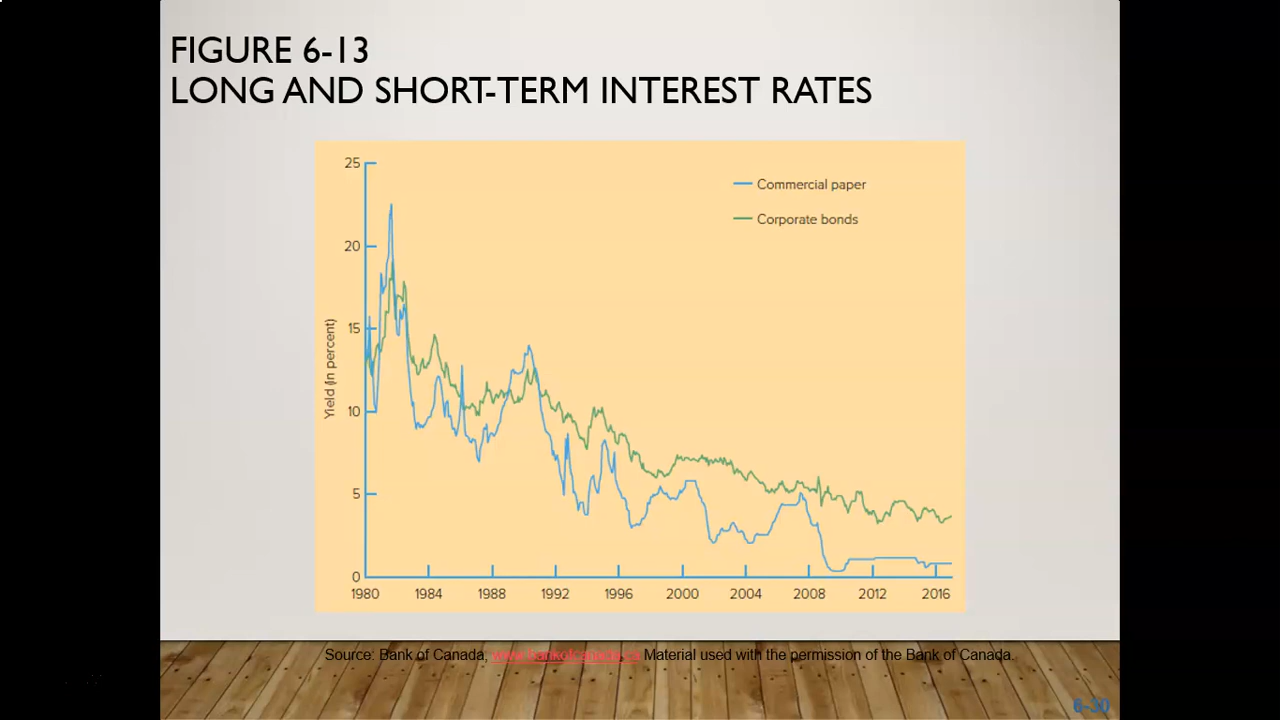 FIGURE 6-13
LONG AND SHORT-TERM INTEREST RATES
25
20
15
10
5
0
Yield (in percent)
Commercial paper
Corporate bonds
1980 1984 1988 1992 1996 2000 2004 2008 2012 2016
Source: Bank of Canada, www.bankofcanada.ca Material used with the permission of the Bank of Canada.
6-30